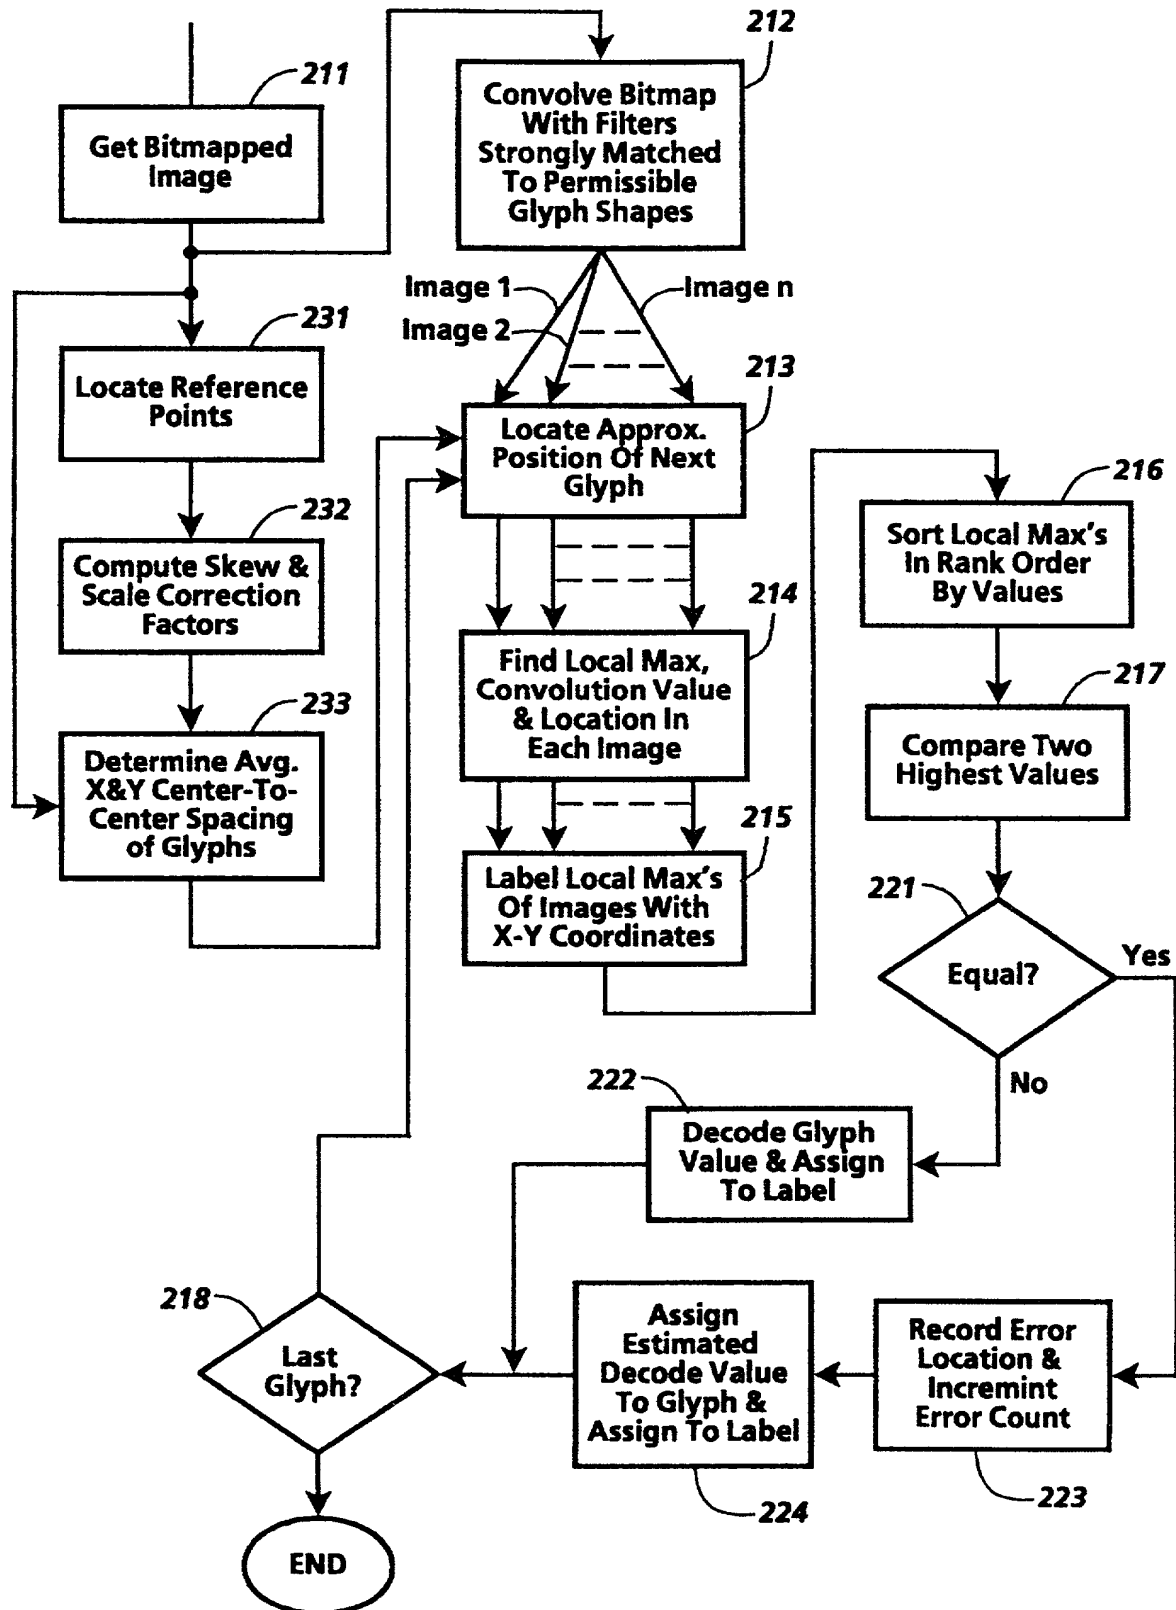 211
Get Bitmapped
Image
212
Convolve Bitmap
With Filters
Strongly Matched
To Permissible
Glyph Shapes
Image 1
Image 2
Image n
231
Locate Reference
Points
232
Compute Skew &
Scale Correction
Factors
233
Determine Avg.
X&Y Center-To-
Center Spacing
of Glyphs
213
Locate Approx.
Position Of Next
Glyph
214
Find Local Max,
Convolution Value
& Location In
Each Image
215
Label Local Max's
Of Images With
X-Y Coordinates
216
Sort Local Max's
In Rank Order
By Values
217
Compare Two
Highest Values
221
Equal?
Yes
No
222
Decode Glyph
Value & Assign
To Label
Record Error
Location &
Incremint
Error Count
223
Assign
Estimated
Decode Value
To Glyph &
Assign To Label
224
218
Last
Glyph?
END